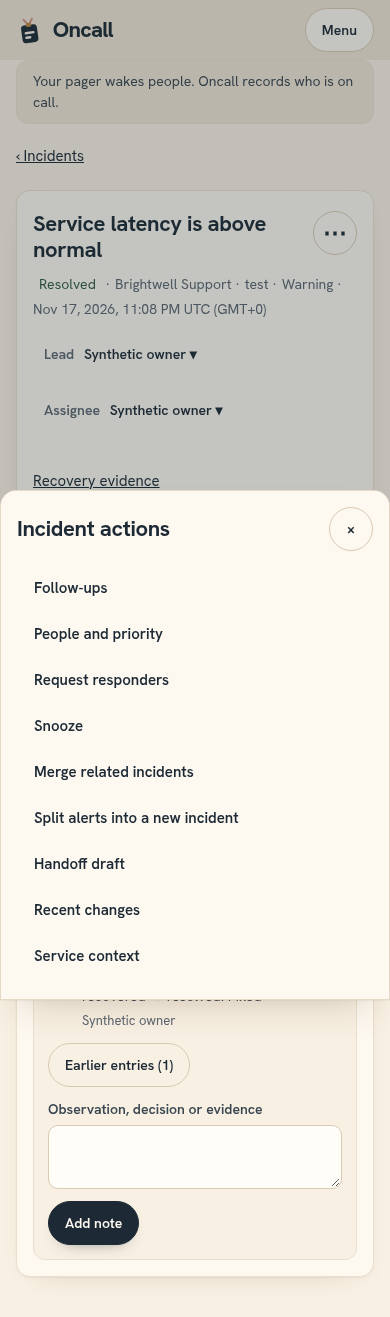 Oncall
Menu
Your pager wakes people. Oncall records who is on
call.
‹ Incidents
Service latency is above
normal
...
Resolved · Brightwell Support · test · Warning ·
Nov 17, 2026, 11:08 PM UTC (GMT+0)
Lead Synthetic owner ▾
Assignee Synthetic owner ▾
Recovery evidence
Incident actions
×
Follow-ups
People and priority
Request responders
Snooze
Merge related incidents
Split alerts into a new incident
Handoff draft
Recent changes
Service context
Synthetic owner
Earlier entries (1)
Observation, decision or evidence
Add note